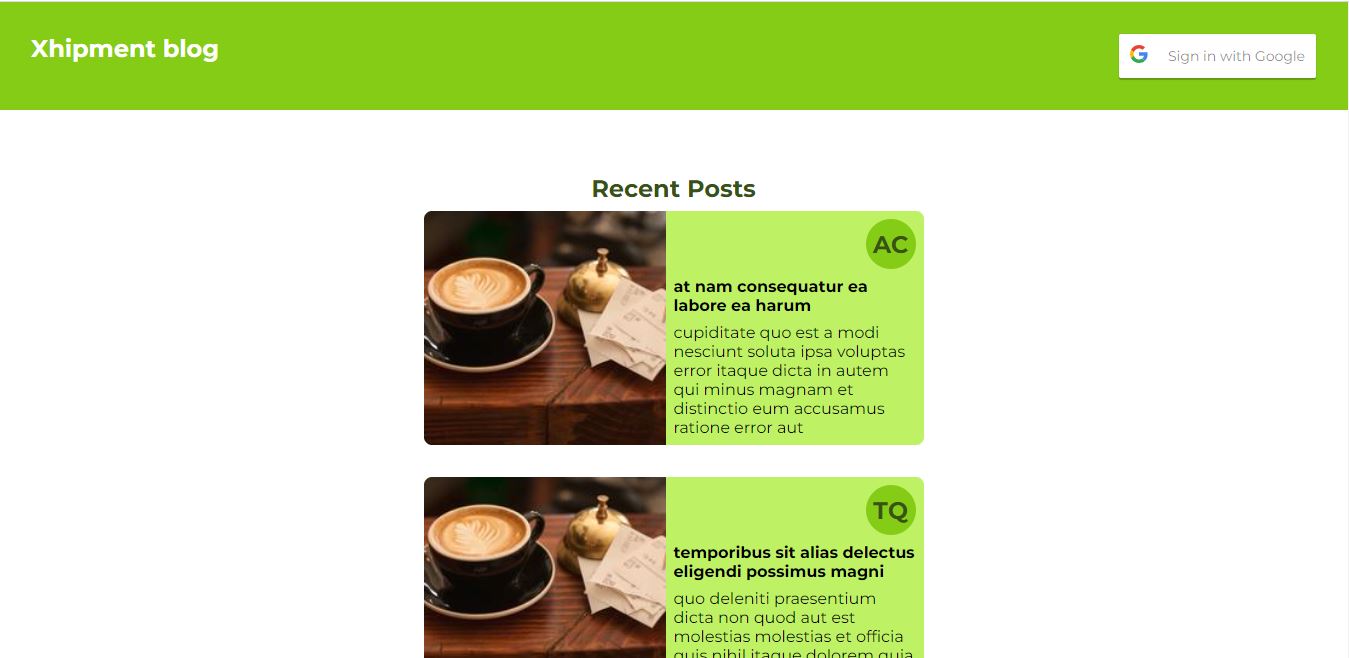 Xhipment blog
Sign in with Google
Recent Posts
AC
at nam consequatur ea
labore ea harum
cupiditate quo est a modi
nesciunt soluta ipsa voluptas
error itaque dicta in autem
qui minus magnam et
distinctio eum accusamus
ratione error aut
TQ
temporibus sit alias delectus
eligendi possimus magni
quo deleniti praesentium
dicta non quod aut est
molestias molestias et officia
quis nihil itaque dolorem quia